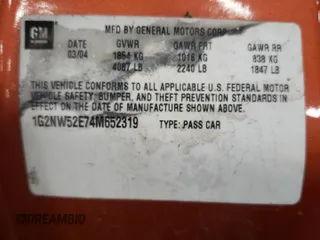 GM
MFD BY GENERAL MOTORS CORP
DATE GVWR GAWR FRT GAWR RR
03/04 1854 KG 1016 KG 838 KG
4087 LB 2240 LB 1847 LB
THIS VEHICLE CONFORMS TO ALL APPLICABLE U.S. FEDERAL MOTOR
VEHICLE SAFETY, BUMPER, AND THEFT PREVENTION STANDARDS IN
EFFECT ON THE DATE OF MANUFACTURE SHOWN ABOVE.
1G2NW52E74M652319 TYPE: PASS CAR
DREAMBID